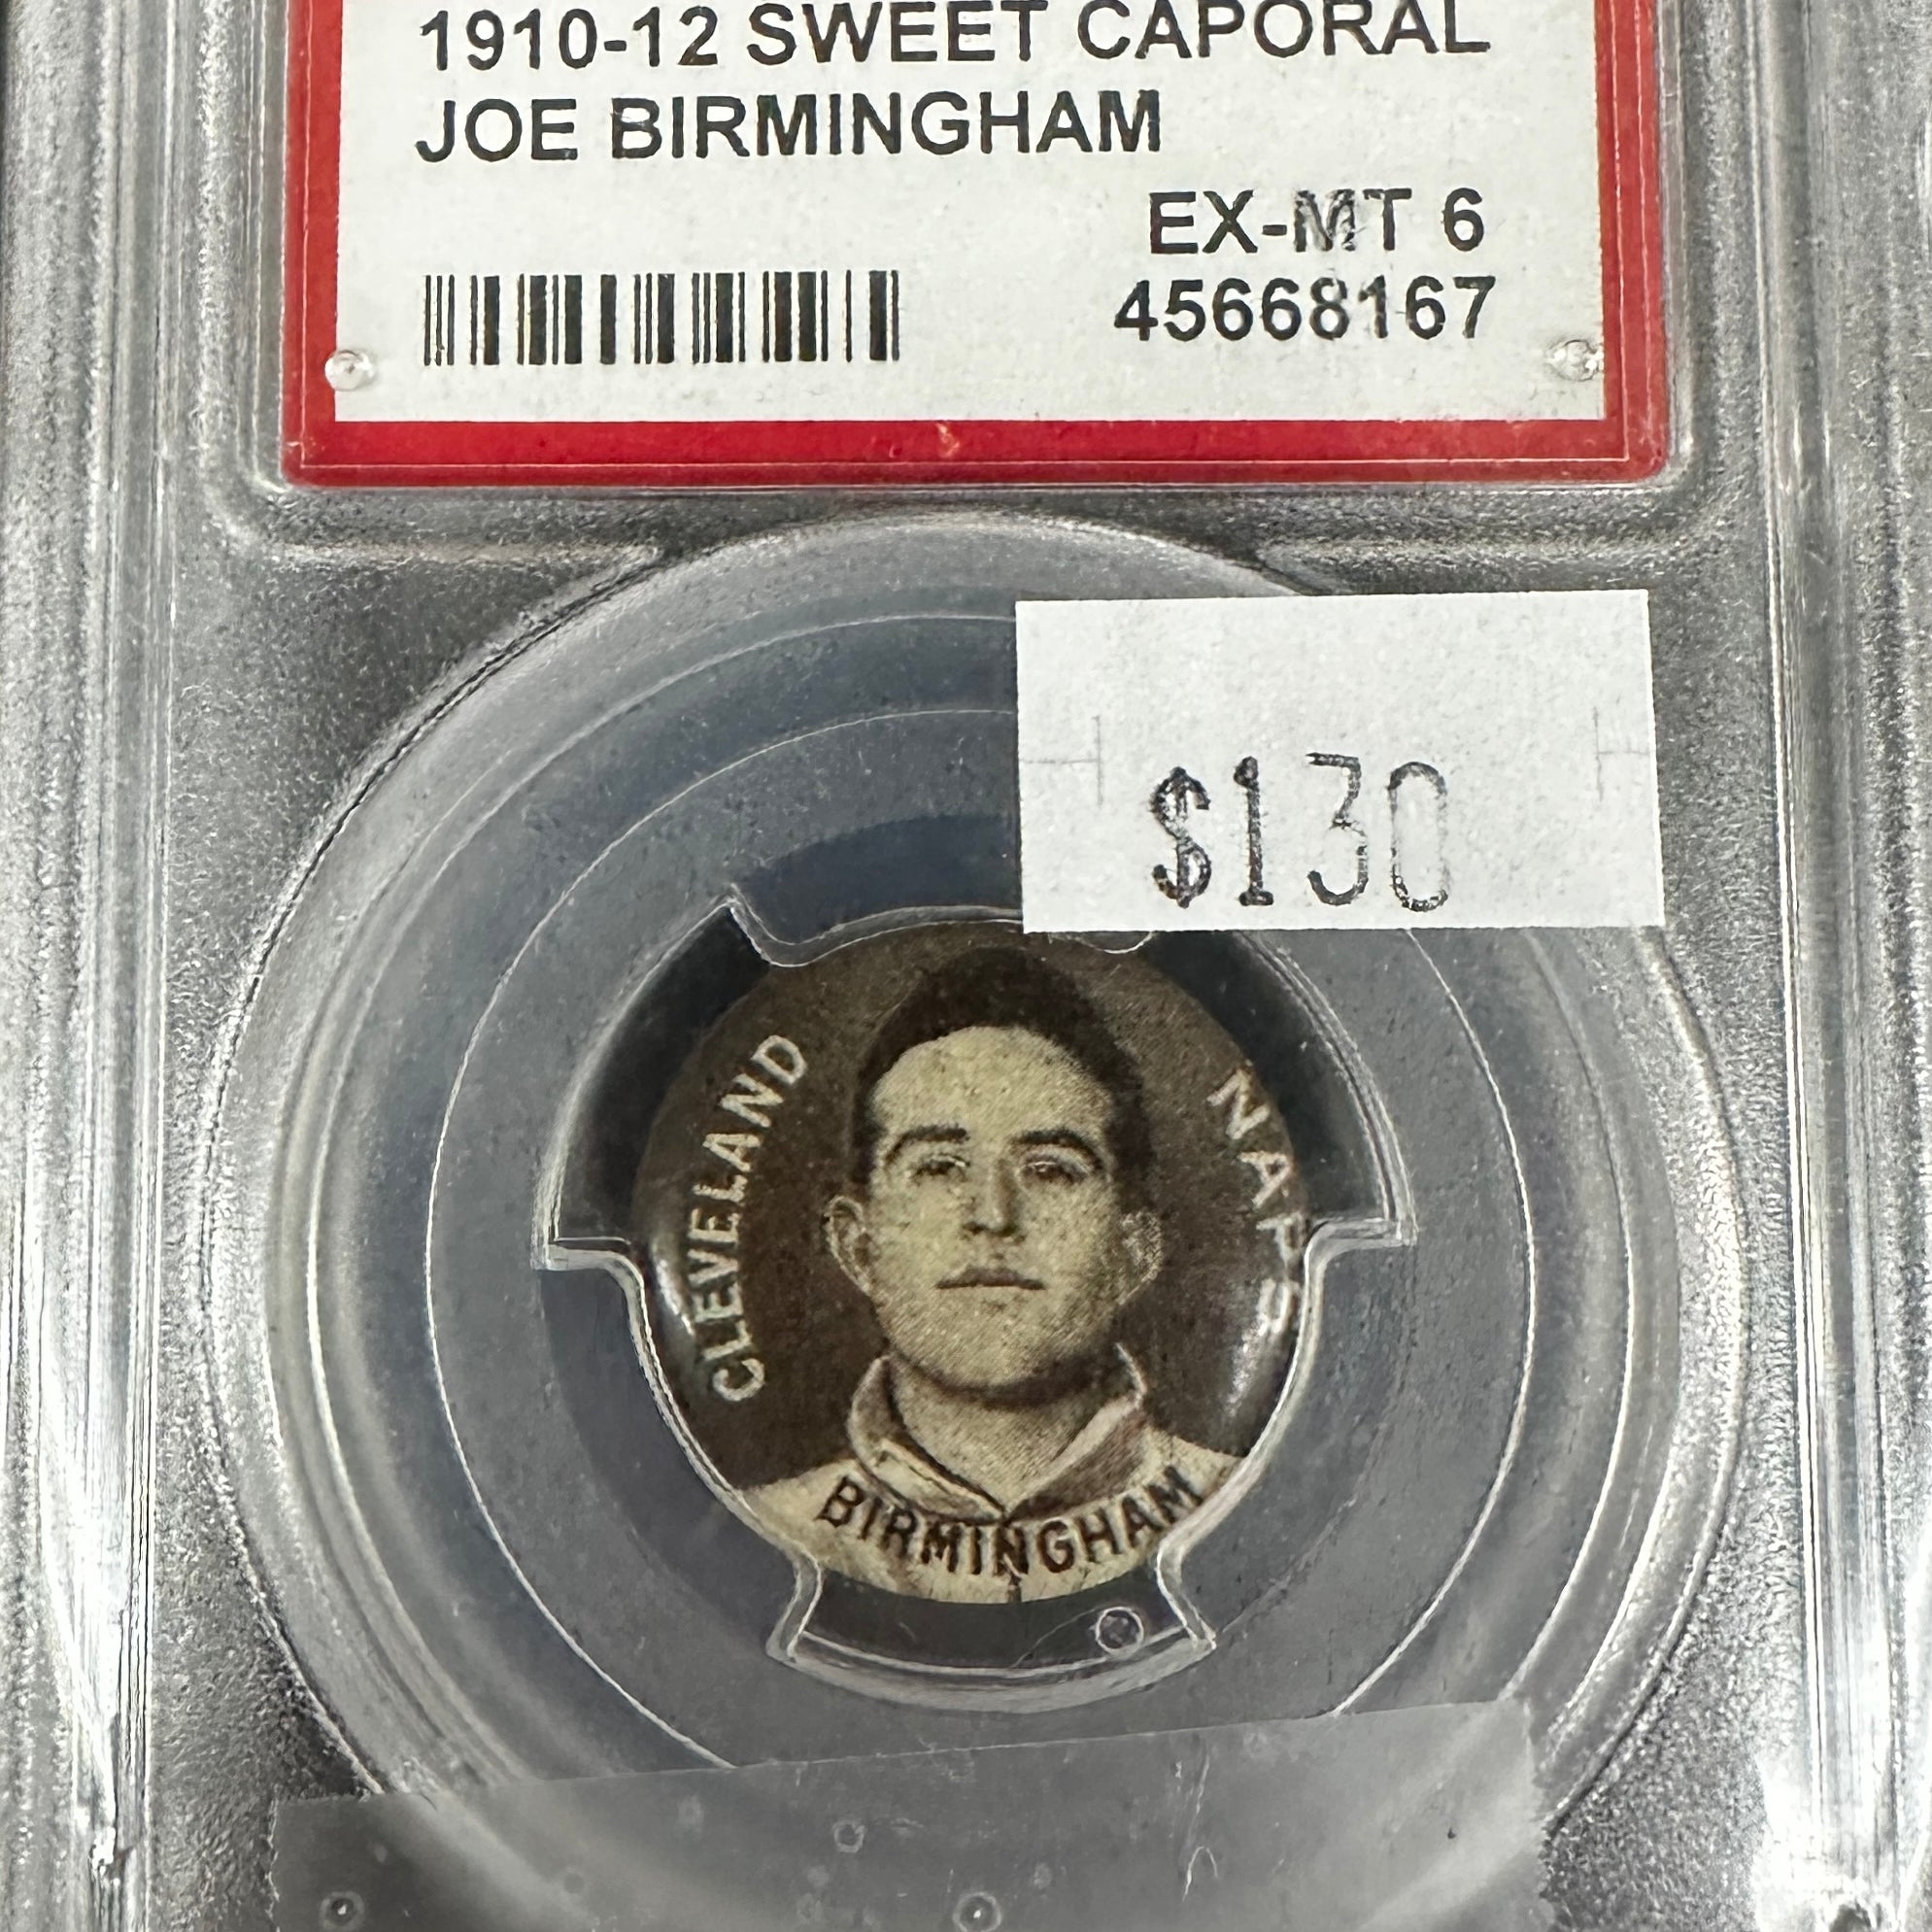 1910-12 SWEET CAPORAL
JOE BIRMINGHAM
EX-MT 6
45668167
$130
CLEVELAND
NAPS
BIRMINGHAM